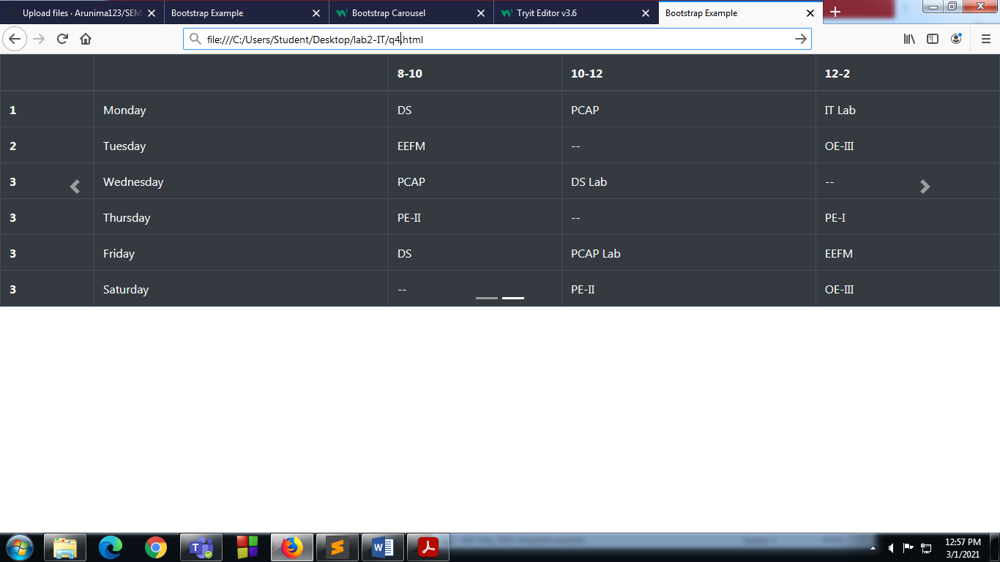 Upload files · Arunima123/SEM
Bootstrap Example
Bootstrap Carousel
Tryit Editor v3.6
Bootstrap Example
file:///C:/Users/Student/Desktop/lab2-IT/q4.html
8-10 10-12 12-2
1 Monday DS PCAP IT Lab
2 Tuesday EEFM -- OE-III
3 Wednesday PCAP DS Lab --
3 Thursday PE-II -- PE-I
3 Friday DS PCAP Lab EEFM
3 Saturday -- PE-II OE-III
12:57 PM
3/1/2021